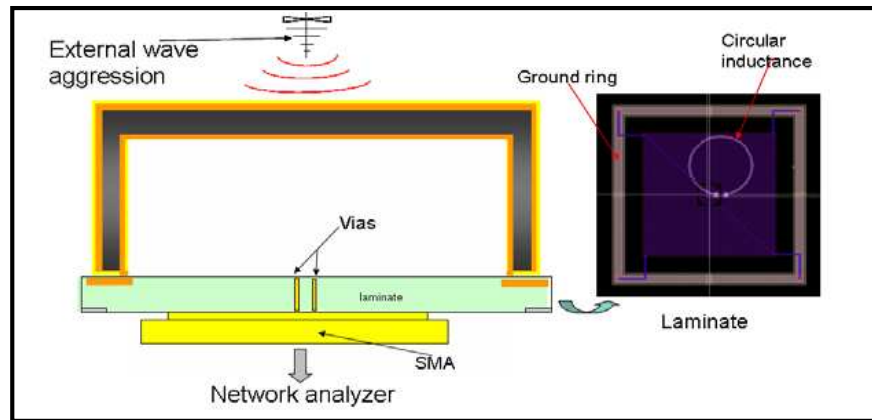 External wave
aggression
Circular
inductance
Ground ring
Vias
laminate
Laminate
SMA
Network analyzer